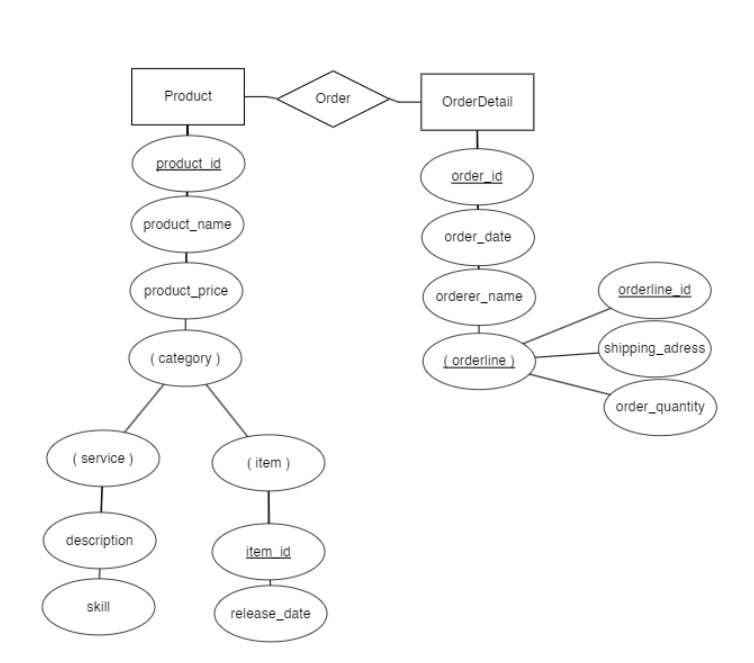 Product
Order
OrderDetail
product_id
product_name
product_price
( category )
( service )
( item )
description
skill
item_id
release_date
order_id
order_date
orderer_name
( orderline )
orderline_id
shipping_adress
order_quantity